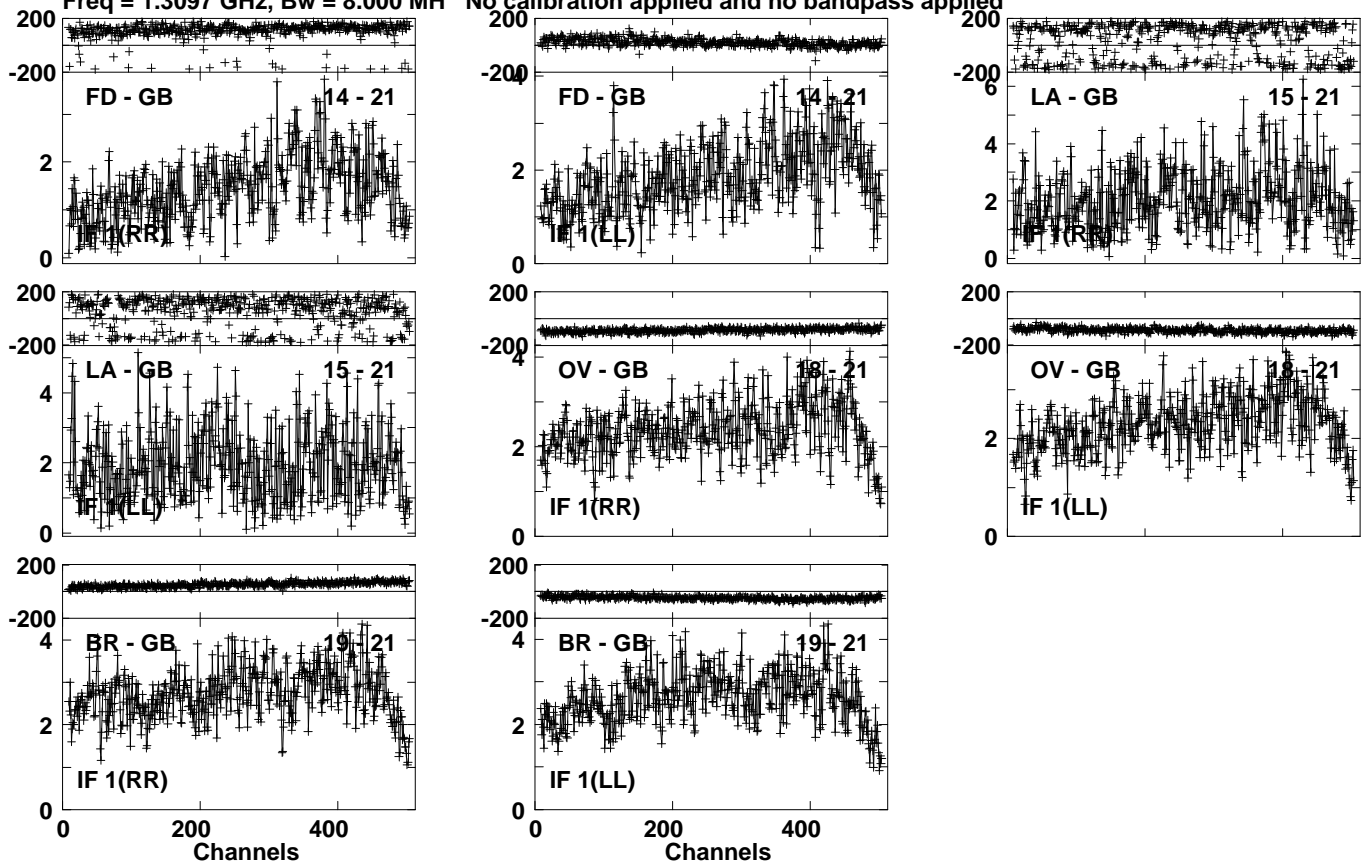 Freq = 1.3097 GHz, Bw = 8.000 MH No calibration applied and no bandpass applied
200
-200
FD - GB 14 - 21
2
0
IF 1(RR)
200
-200
4
FD - GB 14 - 21
2
0
IF 1(LL)
200
-200
6
LA - GB 15 - 21
4
2
0
IF 1(RR)
200
-200
LA - GB 15 - 21
4
2
0
IF 1(LL)
200
-200
4
OV - GB 18 - 21
2
0
IF 1(RR)
200
-200
OV - GB 18 - 21
2
0
IF 1(LL)
200
-200
4
BR - GB 19 - 21
2
0
IF 1(RR)
0 200 400
Channels
200
-200
4
BR - GB 19 - 21
2
0
IF 1(LL)
0 200 400
Channels